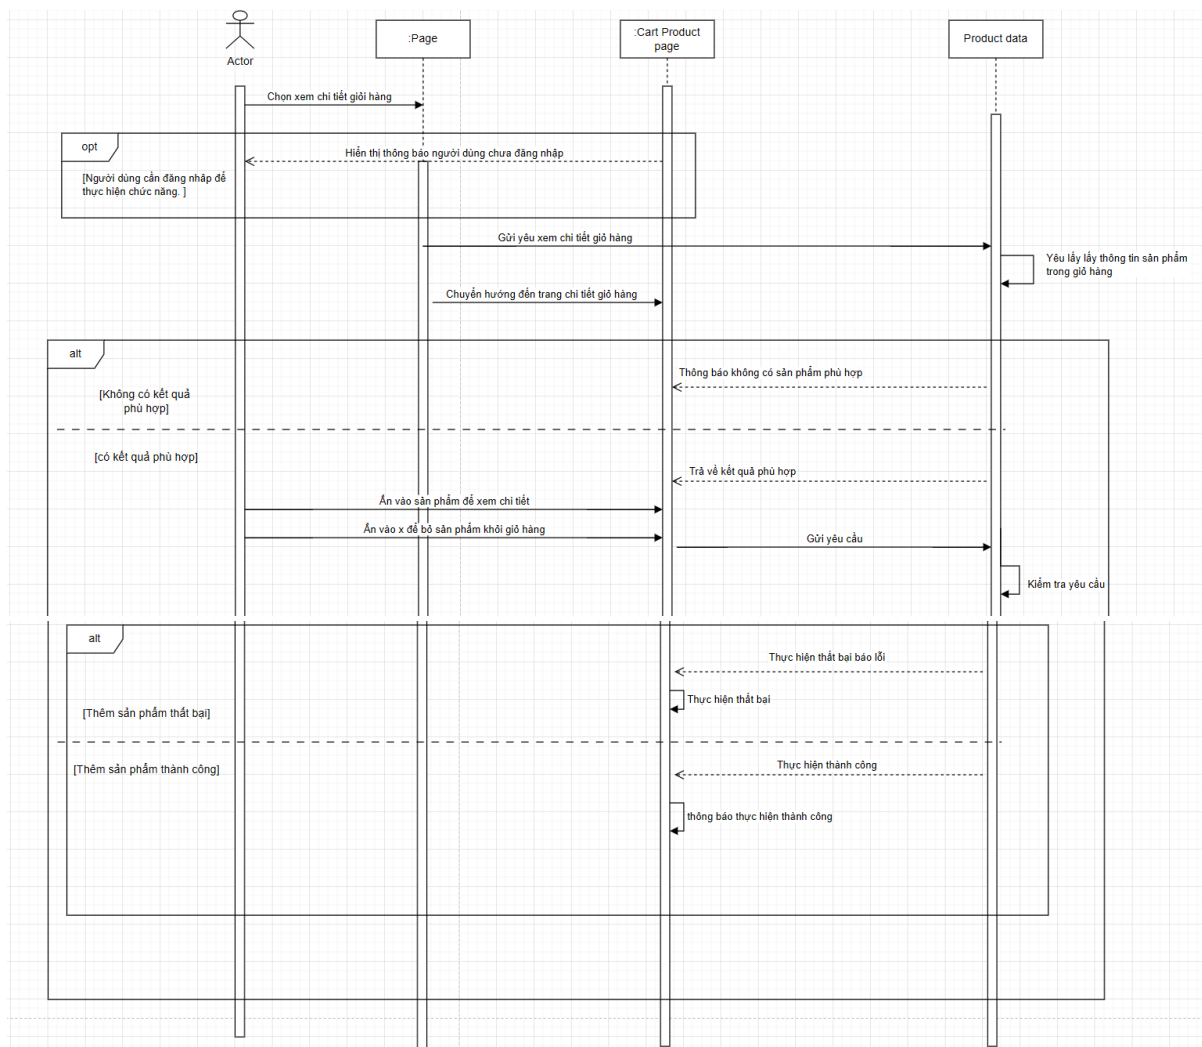 Actor
:Page
:Cart Product
page
Product data
Chọn xem chi tiết giỏi hàng
opt
Hiển thị thông báo người dùng chưa đăng nhập
[Người dùng cần đăng nhập để
thực hiện chức năng. ]
Gửi yêu xem chi tiết giỏ hàng
Yêu lấy lấy thông tin sản phẩm
trong giỏ hàng
Chuyển hướng đến trang chi tiết giỏ hàng
alt
Thông báo không có sản phẩm phù hợp
[Không có kết quả
phù hợp]
[có kết quả phù hợp]
Trả về kết quả phù hợp
Ấn vào sản phẩm để xem chi tiết
Ấn vào x để bỏ sản phẩm khỏi giỏ hàng
Gửi yêu cầu
Kiểm tra yêu cầu
alt
Thực hiện thất bại báo lỗi
Thực hiện thất bại
[Thêm sản phẩm thất bại]
[Thêm sản phẩm thành công]
Thực hiện thành công
thông báo thực hiện thành công